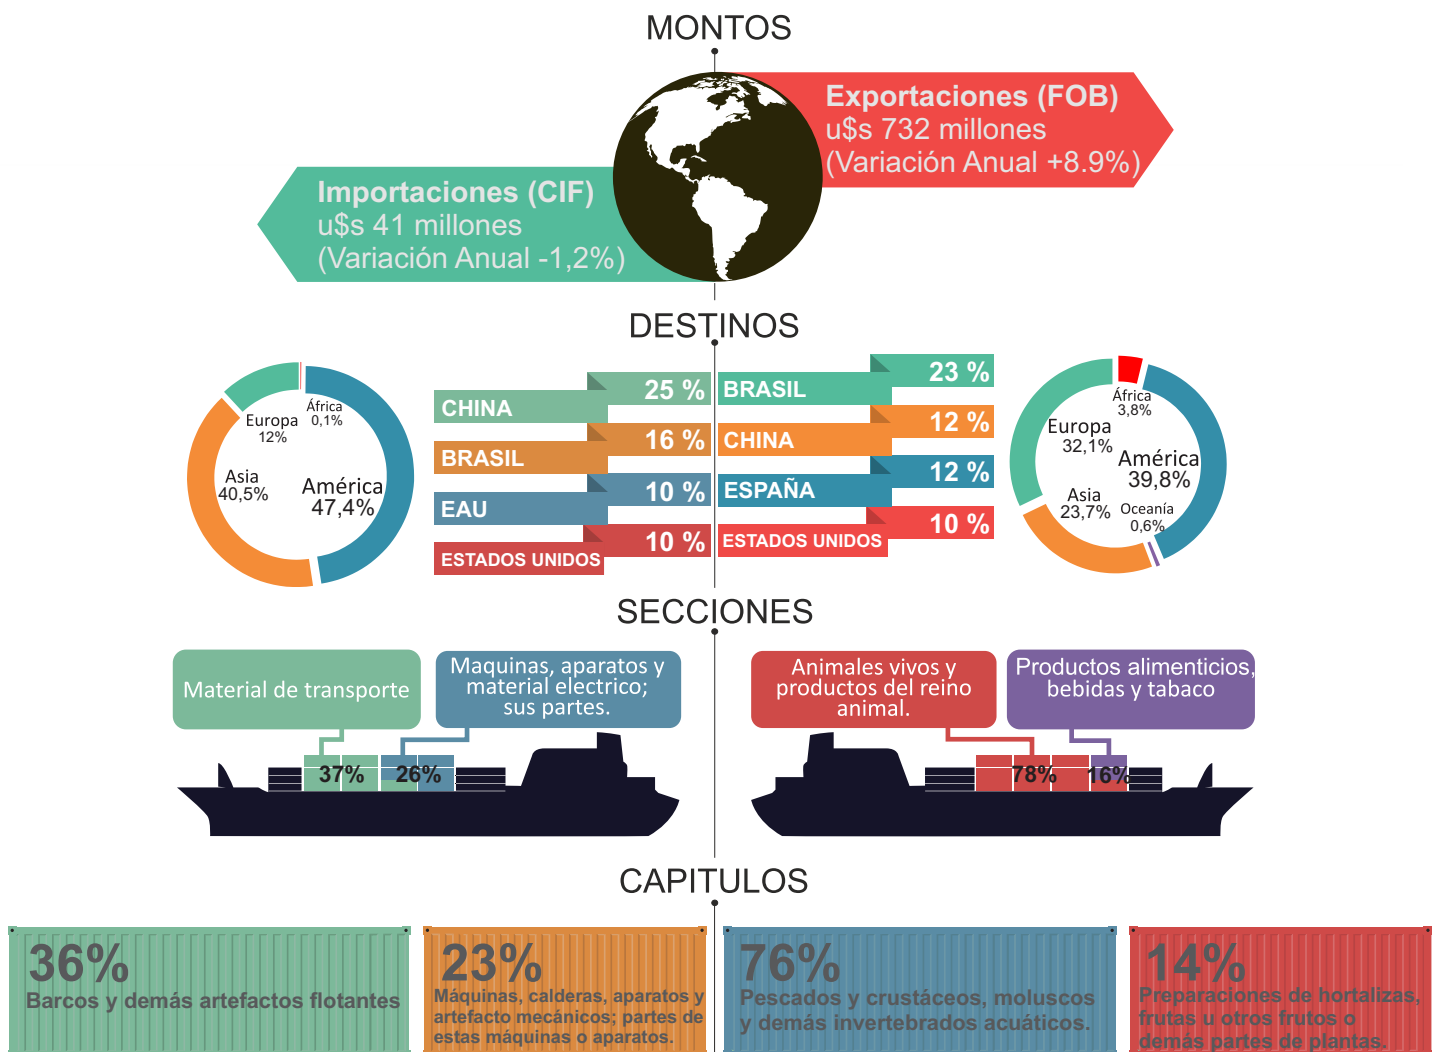 MONTOS
Exportaciones (FOB)
u$s 732 millones
(Variación Anual +8.9%)
Importaciones (CIF)
u$s 41 millones
(Variación Anual -1,2%)
DESTINOS
Europa
12%
África
0,1%
Asia
40,5%
América
47,4%
CHINA
25 %
BRASIL
16 %
EAU
10 %
ESTADOS UNIDOS
10 %
BRASIL
23 %
CHINA
12 %
ESPAÑA
12 %
ESTADOS UNIDOS
10 %
África
3,8%
Europa
32,1%
América
39,8%
Asia
23,7%
Oceanía
0,6%
SECCIONES
Material de transporte
Maquinas, aparatos y
material electrico;
sus partes.
Animales vivos y
productos del reino
animal.
Productos alimenticios,
bebidas y tabaco
37%
26%
78%
16%
CAPITULOS
36%
Barcos y demás artefactos flotantes
23%
Máquinas, calderas, aparatos y
artefacto mecánicos; partes de
estas máquinas o aparatos.
76%
Pescados y crustáceos, moluscos
y demás invertebrados acuáticos.
14%
Preparaciones de hortalizas,
frutas u otros frutos o
demás partes de plantas.